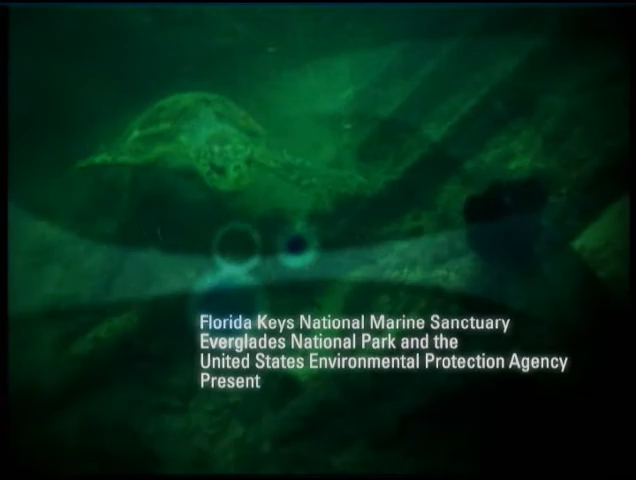 Florida Keys National Marine Sanctuary
Everglades National Park and the
United States Environmental Protection Agency
Present